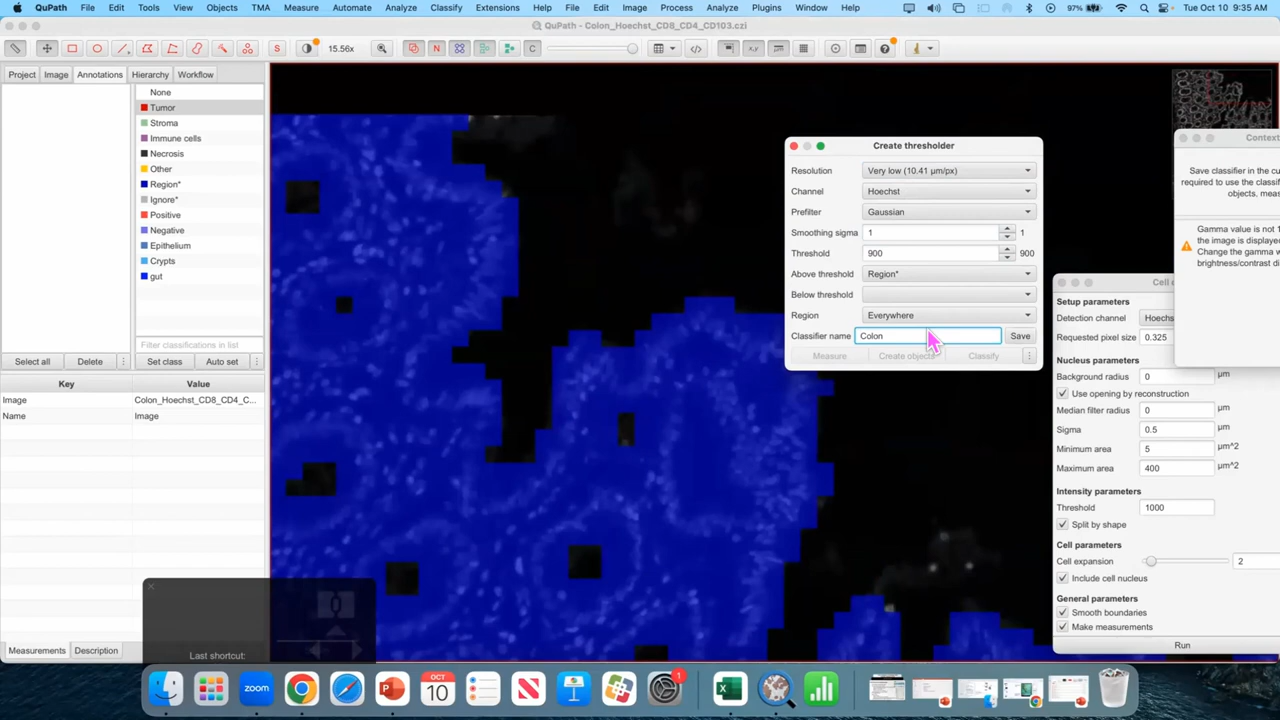 QuPath File Edit Tools View Objects TMA Measure Automate Analyze Classify Extensions Help File Edit Image Process Analyze Plugins Window Help 97% Tue Oct 10 9:35 AM
QuPath - Colon_Hoechst_CD8_CD4_CD103.czi
S 15.56x N C x,y
Project Image Annotations Hierarchy Workflow
None
Tumor
Stroma
Immune cells
Necrosis
Other
Region*
Ignore*
Positive
Negative
Epithelium
Crypts
gut
Filter classifications
Select all Delete Set class Auto set
Key Value
Image Colon_Hoechst_CD8_CD4_C...
Name Image
Last shortcut:
Measurements Description
Create thresholder
Resolution Very low (10.41 µm/px)
Channel Hoechst
Prefilter Gaussian
Smoothing sigma 1 1
Threshold 900 900
Above threshold Region*
Below threshold
Region Everywhere
Classifier name Colon Save
Measure Create objects Classify
Context
Save classifier in the cu
required to use the classif
objects, mea
Gamma value is not 1
the image is displayed
Change the gamma w
brightness/contrast di
Cell
Setup parameters
Detection channel Hoechs
Requested pixel size 0.325
Nucleus parameters
Background radius 0 µm
Use opening by reconstruction
Median filter radius 0 µm
Sigma 0.5 µm
Minimum area 5 µm^2
Maximum area 400 µm^2
Intensity parameters
Threshold 1000
Split by shape
Cell parameters
Cell expansion 2
Include cell nucleus
General parameters
Smooth boundaries
Make measurements
Run
zoom
OCT
10
1